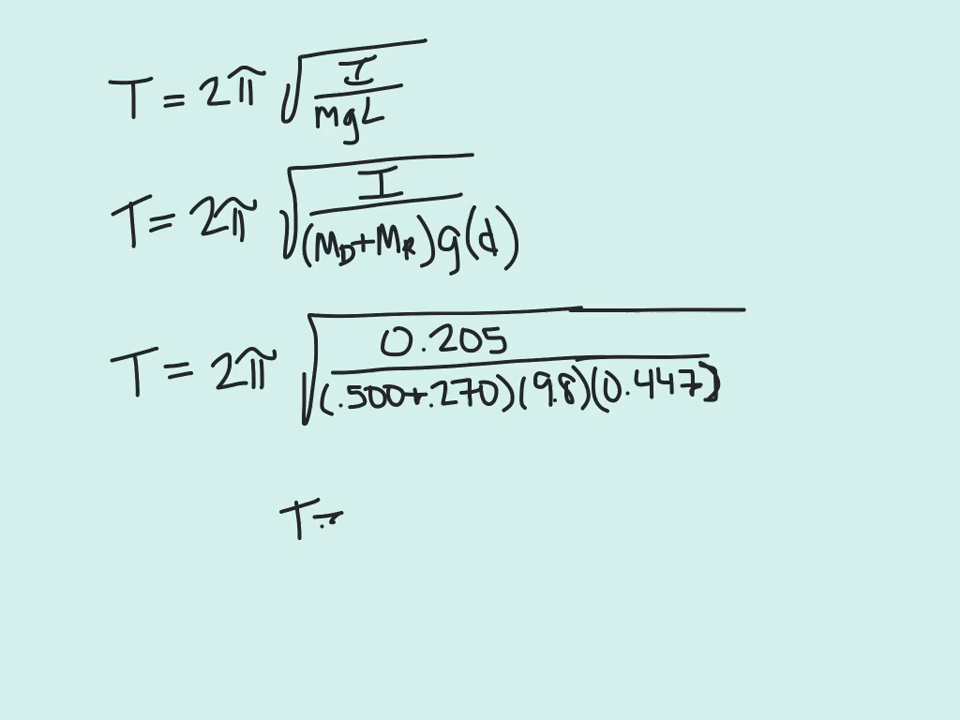 T = 2π √(I / MgL)
T = 2π √(I / (M_D + M_R)g(d))
T = 2π √(0.205 / (.500+.270)(9.8)(0.447))
T=